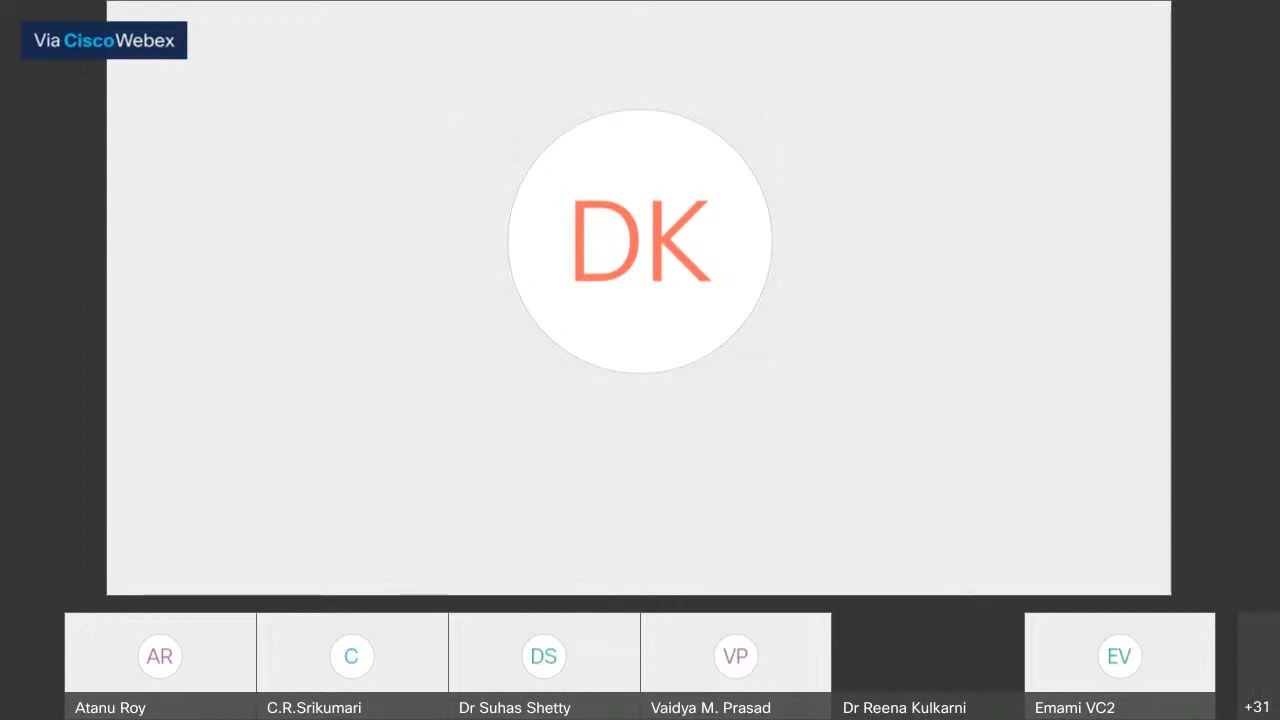 Via CiscoWebex
DK
AR
C
DS
VP
EV
Atanu Roy
C.R.Srikumari
Dr Suhas Shetty
Vaidya M. Prasad
Dr Reena Kulkarni
Emami VC2
+31